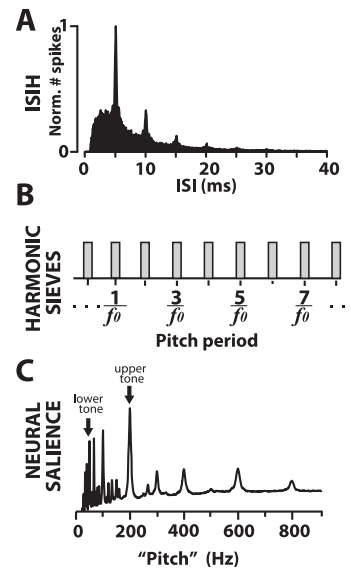 A
ISIH
Norm. # spikes
1
0
0 10 20 30 40
ISI (ms)
B
HARMONIC
SIEVES
1/f0 3/f0 5/f0 7/f0
Pitch period
C
NEURAL
SALIENCE
upper
tone
lower
tone
0 200 400 600 800
“Pitch” (Hz)